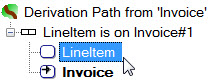 Derivation Path from 'Invoice'
LineItem is on Invoice#1
LineItem
Invoice